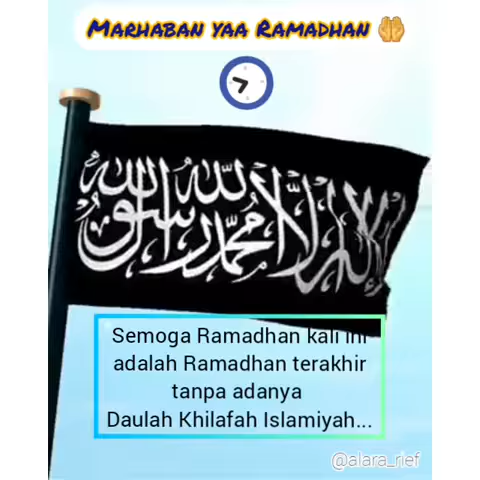 Marhaban yaa Ramadhan 🤲
لا إله إلا الله محمد رسول الله
Semoga Ramadhan kali ini
adalah Ramadhan terakhir
tanpa adanya
Daulah Khilafah Islamiyah...
@alara_rief